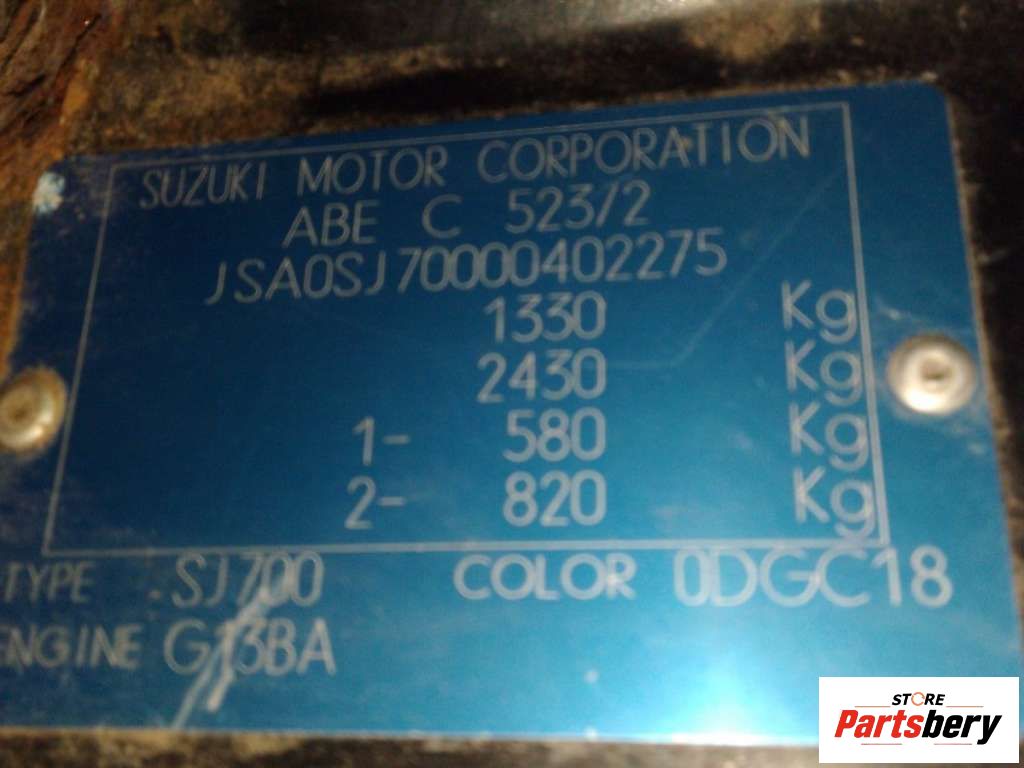 SUZUKI MOTOR CORPORATION
ABE C 523/2
JSA0SJ70000402275
1330 Kg
2430 Kg
1- 580 Kg
2- 820 Kg
TYPE SJ700 COLOR 0DGC18
ENGINE G13BA
STORE
Partsbery